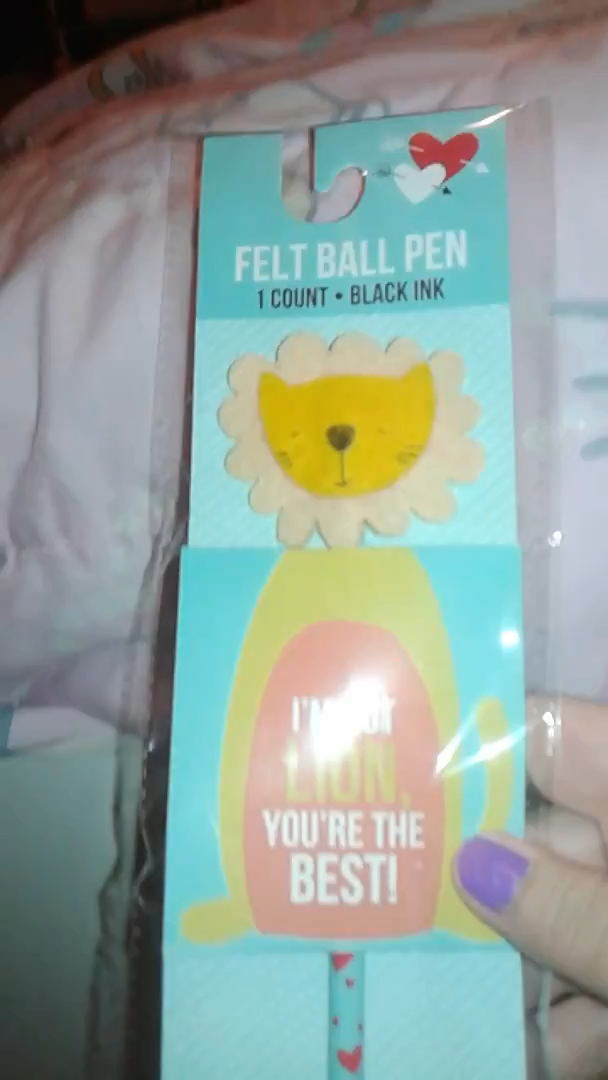 FELT BALL PEN
1 COUNT • BLACK INK
I'M
LION,
YOU'RE THE
BEST!